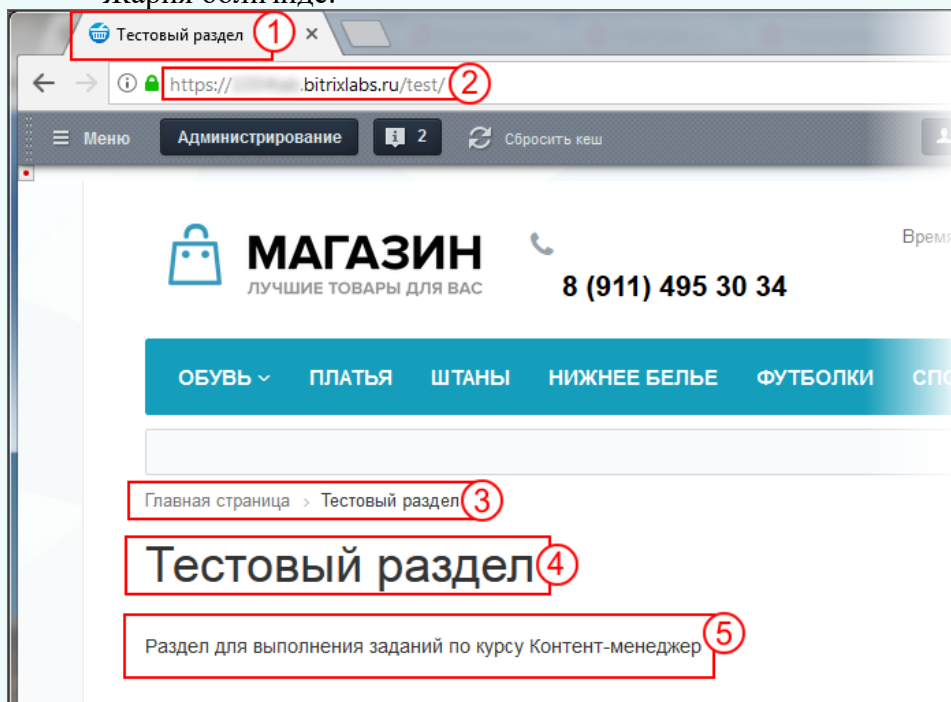 Тестовый раздел 1 ×
https:// .bitrixlabs.ru/test/ 2
Меню Администрирование 2 Сбросить кеш
МАГАЗИН
ЛУЧШИЕ ТОВАРЫ ДЛЯ ВАС
8 (911) 495 30 34
Время
ОБУВЬ ПЛАТЬЯ ШТАНЫ НИЖНЕЕ БЕЛЬЕ ФУТБОЛКИ
Главная страница > Тестовый раздел 3
Тестовый раздел 4
Раздел для выполнения заданий по курсу Контент-менеджер 5